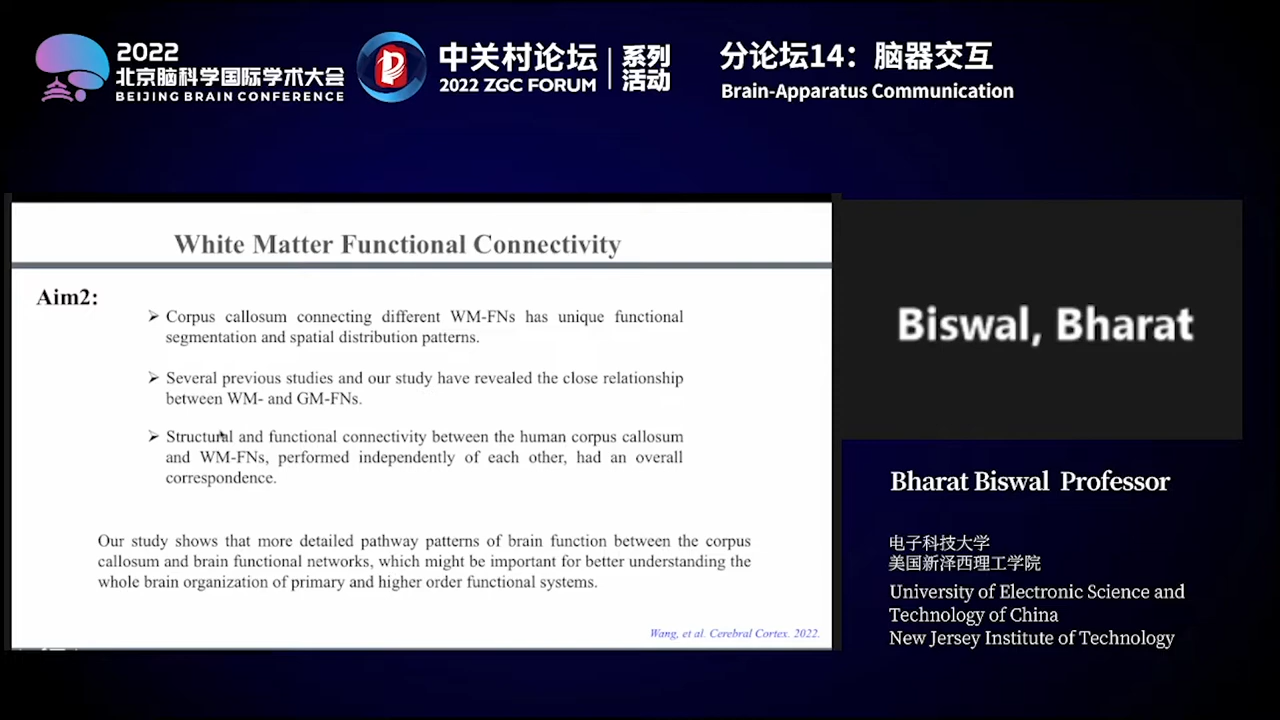 2022
北京脑科学国际学术大会
BEIJING BRAIN CONFERENCE
中关村论坛
2022 ZGC FORUM
系列
活动
分论坛14：脑器交互
Brain-Apparatus Communication
White Matter Functional Connectivity
Aim2:
➢ Corpus callosum connecting different WM-FNs has unique functional
segmentation and spatial distribution patterns.
➢ Several previous studies and our study have revealed the close relationship
between WM- and GM-FNs.
➢ Structural and functional connectivity between the human corpus callosum
and WM-FNs, performed independently of each other, had an overall
correspondence.
Our study shows that more detailed pathway patterns of brain function between the corpus
callosum and brain functional networks, which might be important for better understanding the
whole brain organization of primary and higher order functional systems.
Wang, et al. Cerebral Cortex. 2022.
Biswal, Bharat
Bharat Biswal Professor
电子科技大学
美国新泽西理工学院
University of Electronic Science and
Technology of China
New Jersey Institute of Technology